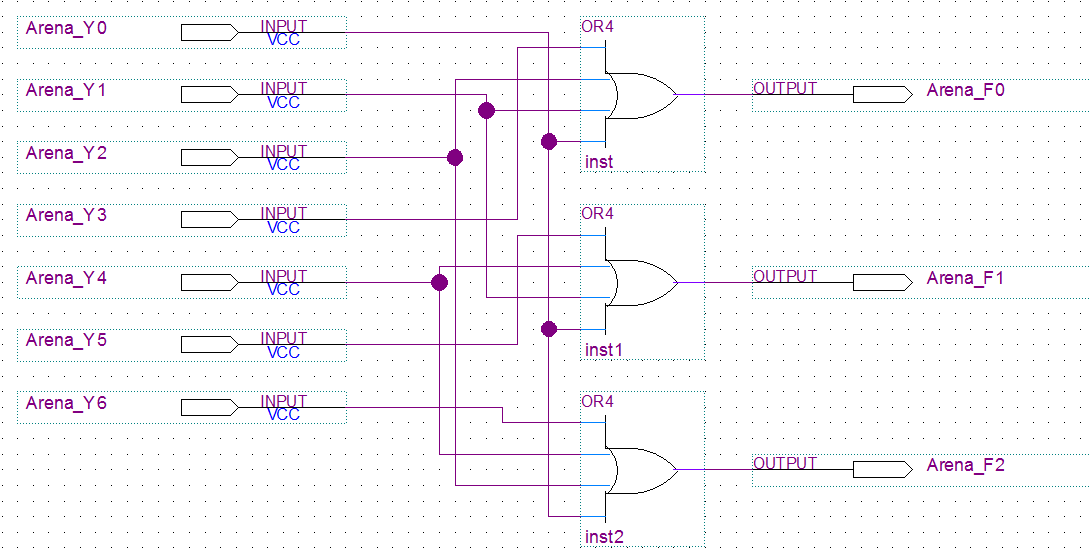 Arena_Y0
INPUT
VCC
OR4
Arena_Y1
INPUT
VCC
OUTPUT
Arena_F0
Arena_Y2
INPUT
VCC
inst
Arena_Y3
INPUT
VCC
OR4
Arena_Y4
INPUT
VCC
OUTPUT
Arena_F1
Arena_Y5
INPUT
VCC
inst1
Arena_Y6
INPUT
VCC
OR4
OUTPUT
Arena_F2
inst2